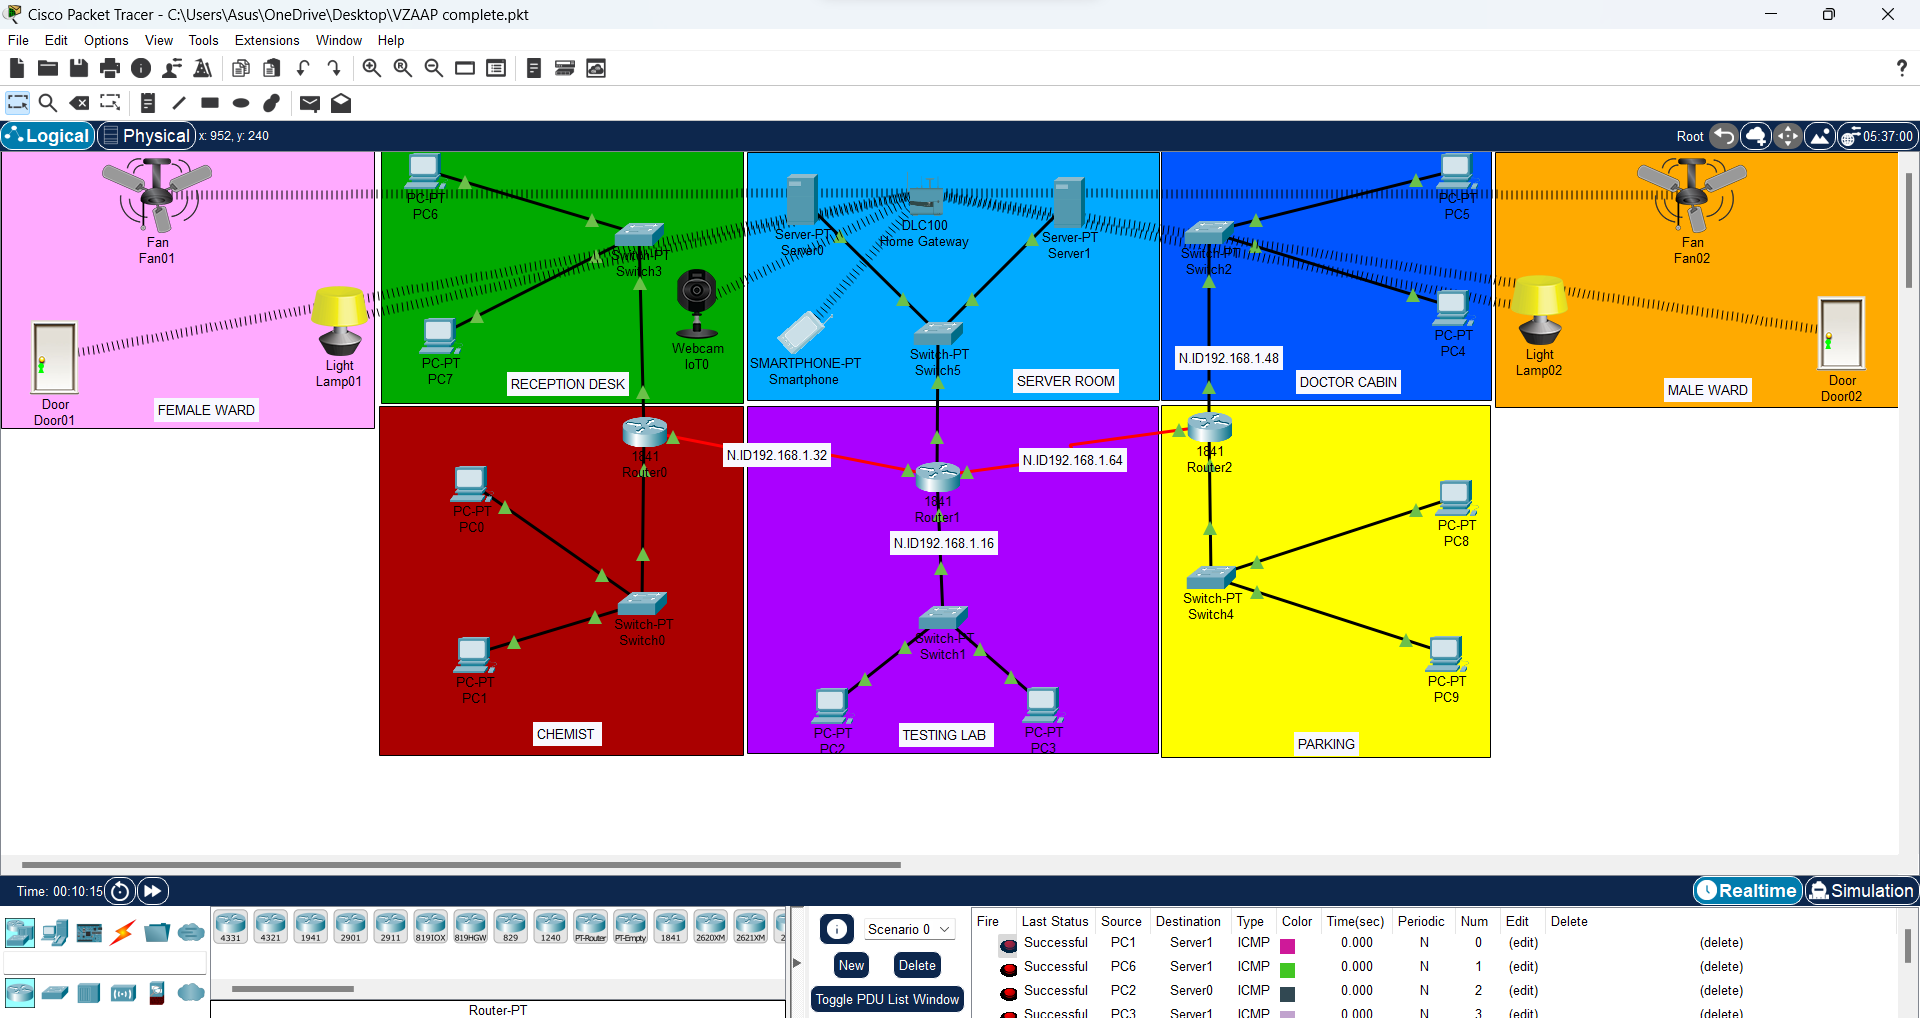 Cisco Packet Tracer - C:\Users\Asus\OneDrive\Desktop\VZAAP complete.pkt
File Edit Options View Tools Extensions Window Help
Logical Physical x: 952, y: 240 Root 05:37:00
Fan
Fan01
Door
Door01
Light
Lamp01
FEMALE WARD
PC-PT
PC6
Switch-PT
Switch3
PC-PT
PC7
Webcam
IoT0
RECEPTION DESK
Server-PT
Server0
DLC100
Home Gateway
Server-PT
Server1
SMARTPHONE-PT
Smartphone
Switch-PT
Switch5
SERVER ROOM
PC-PT
PC5
Switch-PT
Switch2
PC-PT
PC4
N.ID192.168.1.48
DOCTOR CABIN
Fan
Fan02
Light
Lamp02
Door
Door02
MALE WARD
1841
Router0
N.ID192.168.1.32
PC-PT
PC0
Switch-PT
Switch0
PC-PT
PC1
CHEMIST
1841
Router1
N.ID192.168.1.64
N.ID192.168.1.16
Switch-PT
Switch1
PC-PT
PC2
PC-PT
PC3
TESTING LAB
1841
Router2
PC-PT
PC8
Switch-PT
Switch4
PC-PT
PC9
PARKING
Time: 00:10:15 Realtime Simulation
4331 4321 1941 2901 2911 819IOX 819HGW 829 1240 PT-Router PT-Empty 1841 2620XM 2621XM 2
Router-PT
Scenario 0
New Delete
Toggle PDU List Window
Fire Last Status Source Destination Type Color Time(sec) Periodic Num Edit Delete
Successful PC1 Server1 ICMP 0.000 N 0 (edit) (delete)
Successful PC6 Server1 ICMP 0.000 N 1 (edit) (delete)
Successful PC2 Server0 ICMP 0.000 N 2 (edit) (delete)
Successful PC3 Server1 ICMP 0.000 N 3 (edit) (delete)